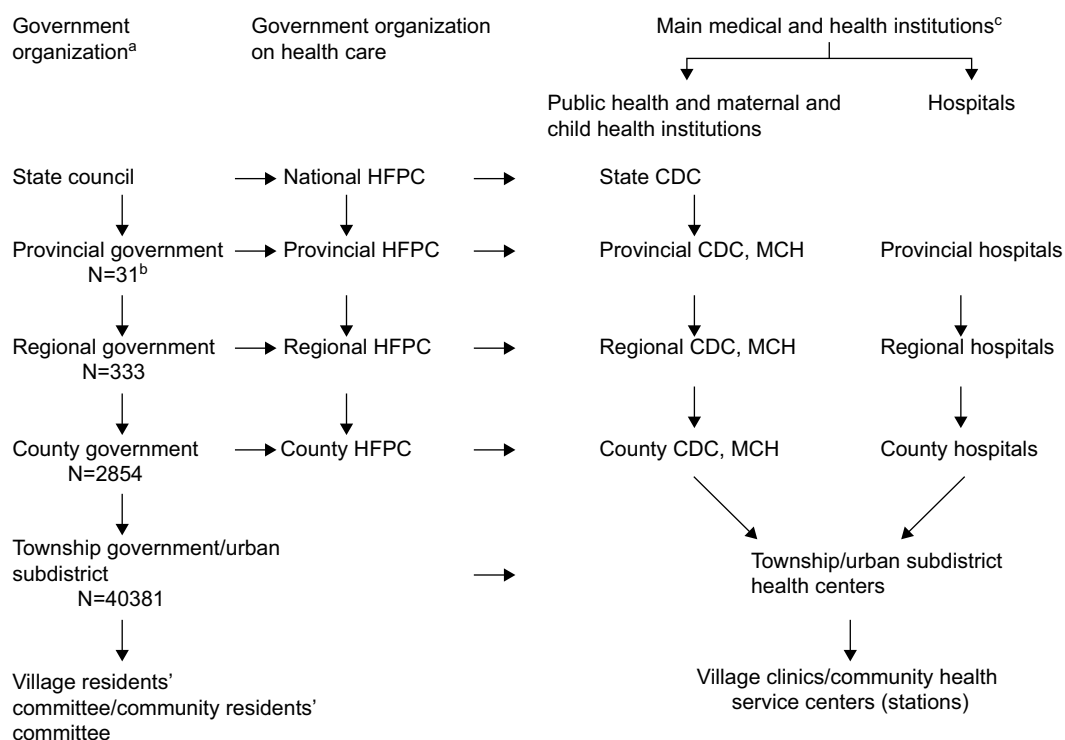 Government
organizationᵃ
Government organization
on health care
Main medical and health institutionsᶜ
Public health and maternal and
child health institutions
Hospitals
State council
National HFPC
State CDC
Provincial government
N=31ᵇ
Provincial HFPC
Provincial CDC, MCH
Provincial hospitals
Regional government
N=333
Regional HFPC
Regional CDC, MCH
Regional hospitals
County government
N=2854
County HFPC
County CDC, MCH
County hospitals
Township government/urban
subdistrict
N=40381
Township/urban subdistrict
health centers
Village residents’
committee/community residents’
committee
Village clinics/community health
service centers (stations)